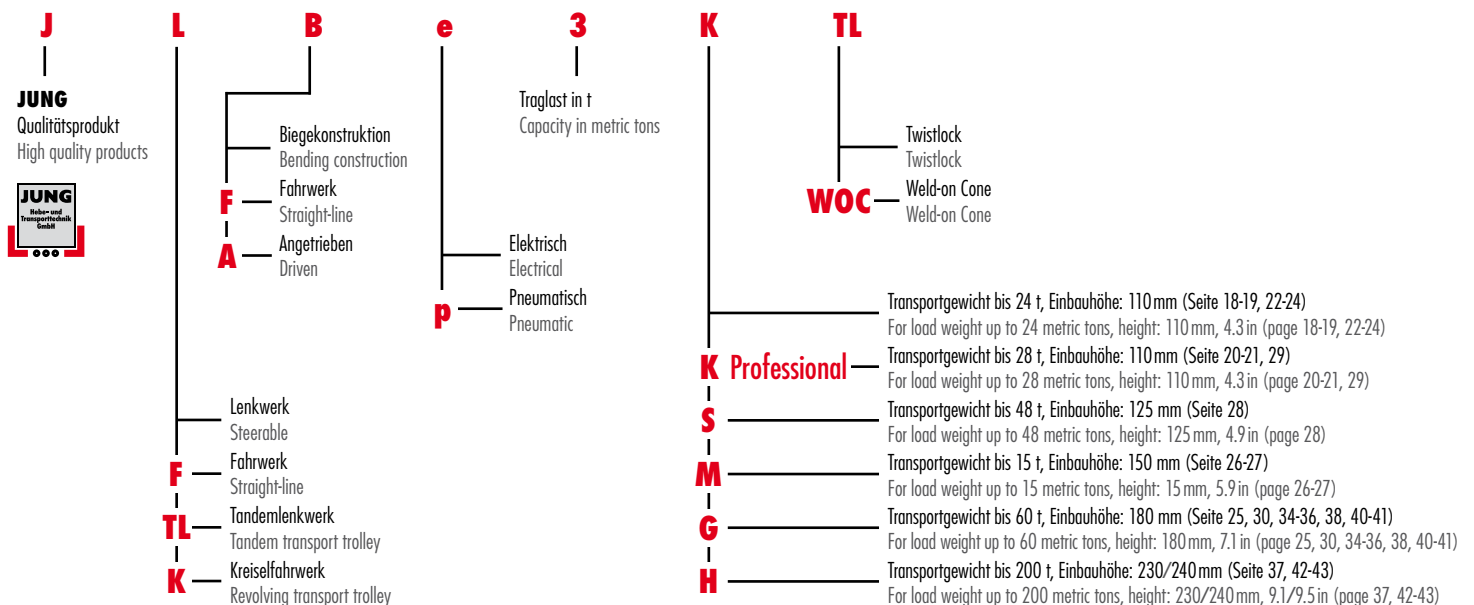 J L B e 3 K TL
JUNG
Qualitätsprodukt
High quality products
JUNG
Hebe- und
Transporttechnik
GmbH
Biegekonstruktion
Bending construction
F
Fahrwerk
Straight-line
A
Angetrieben
Driven
Elektrisch
Electrical
p
Pneumatisch
Pneumatic
Traglast in t
Capacity in metric tons
Twistlock
Twistlock
WOC
Weld-on Cone
Weld-on Cone
Lenkwerk
Steerable
F
Fahrwerk
Straight-line
TL
Tandemlenkwerk
Tandem transport trolley
K
Kreiselfahrwerk
Revolving transport trolley
Transportgewicht bis 24 t, Einbauhöhe: 110 mm (Seite 18-19, 22-24)
For load weight up to 24 metric tons, height: 110 mm, 4.3 in (page 18-19, 22-24)
K Professional
Transportgewicht bis 28 t, Einbauhöhe: 110 mm (Seite 20-21, 29)
For load weight up to 28 metric tons, height: 110 mm, 4.3 in (page 20-21, 29)
S
Transportgewicht bis 48 t, Einbauhöhe: 125 mm (Seite 28)
For load weight up to 48 metric tons, height: 125 mm, 4.9 in (page 28)
M
Transportgewicht bis 15 t, Einbauhöhe: 150 mm (Seite 26-27)
For load weight up to 15 metric tons, height: 15 mm, 5.9 in (page 26-27)
G
Transportgewicht bis 60 t, Einbauhöhe: 180 mm (Seite 25, 30, 34-36, 38, 40-41)
For load weight up to 60 metric tons, height: 180 mm, 7.1 in (page 25, 30, 34-36, 38, 40-41)
H
Transportgewicht bis 200 t, Einbauhöhe: 230/240 mm (Seite 37, 42-43)
For load weight up to 200 metric tons, height: 230/240 mm, 9.1/9.5 in (page 37, 42-43)